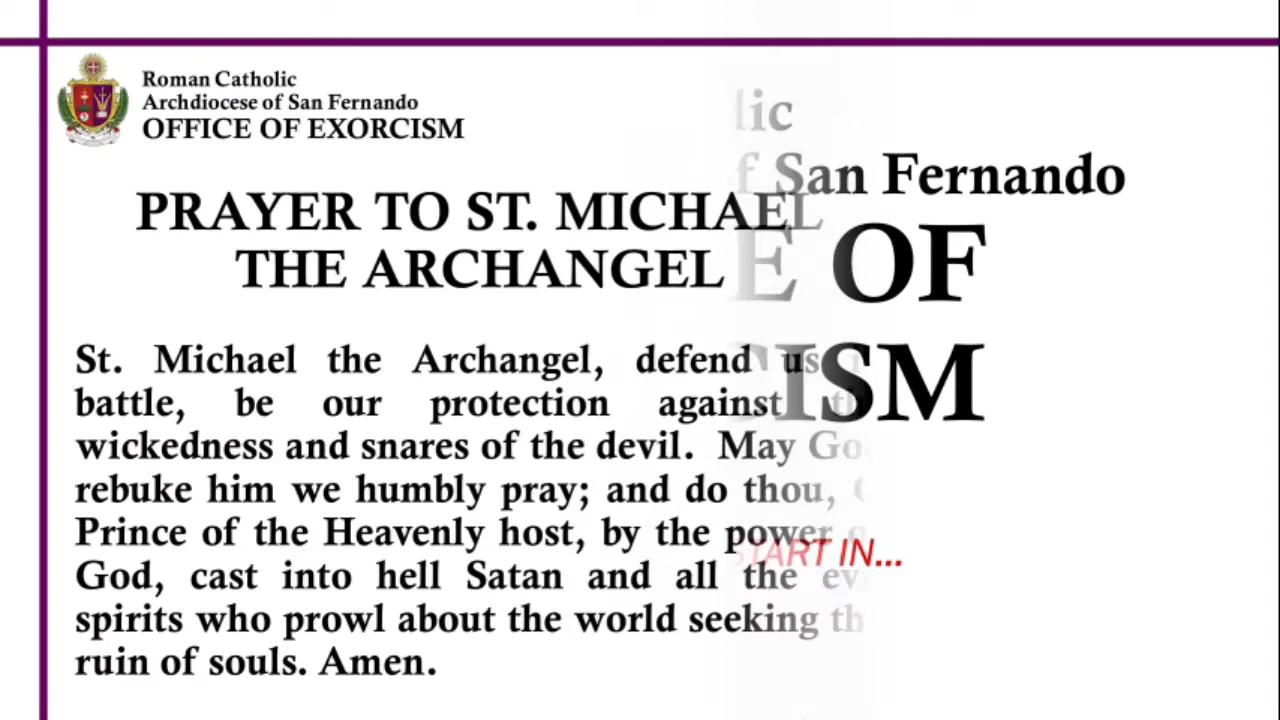 Roman Catholic
Archdiocese of San Fernando
OFFICE OF EXORCISM
PRAYER TO ST. MICHAEL
THE ARCHANGEL
St. Michael the Archangel, defend us
battle, be our protection against
wickedness and snares of the devil. May
rebuke him we humbly pray; and do thou,
Prince of the Heavenly host, by the power
God, cast into hell Satan and all the
spirits who prowl about the world seeking
ruin of souls. Amen.
San Fernando
OF
IN...